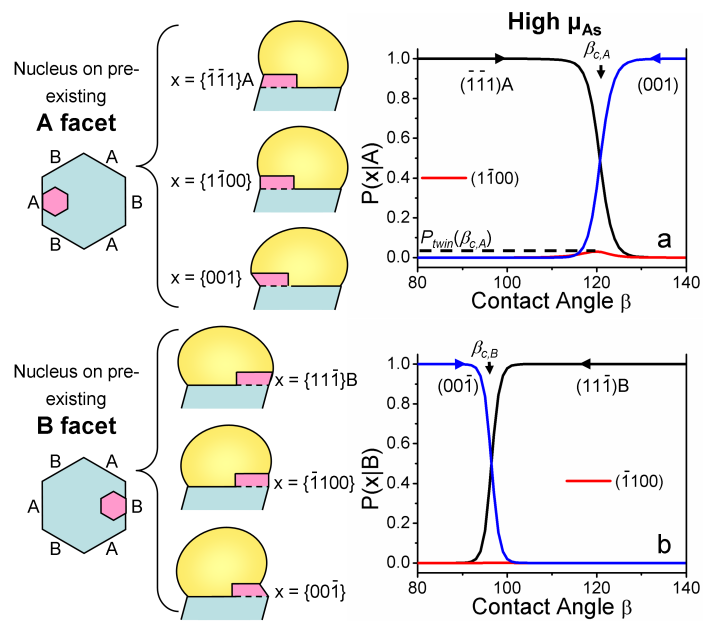 High μAs
Nucleus on pre-
existing
A facet
B
A
A
B
B
A
x = {1̄1̄1}A
x = {11̄00}
x = {001}
βc,A
1.0
0.8
0.6
0.4
0.2
0.0
P(x|A)
(1̄1̄1)A
(001)
(11̄00)
Ptwin(βc,A)
a
80
100
120
140
Contact Angle β
Nucleus on pre-
existing
B facet
B
A
A
B
B
A
x = {111̄}B
x = {1̄100}
x = {001̄}
βc,B
1.0
0.8
0.6
0.4
0.2
0.0
P(x|B)
(001̄)
(111̄)B
(1̄100)
b
80
100
120
140
Contact Angle β